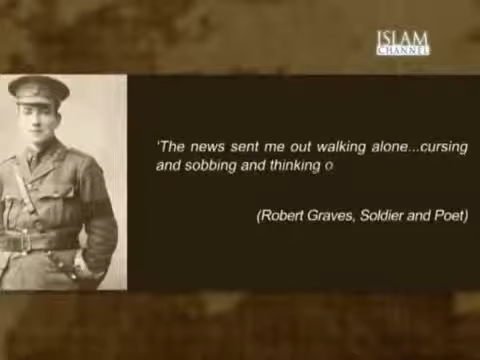 ISLAM
CHANNEL
'The news sent me out walking alone...cursing
and sobbing and thinking o
(Robert Graves, Soldier and Poet)